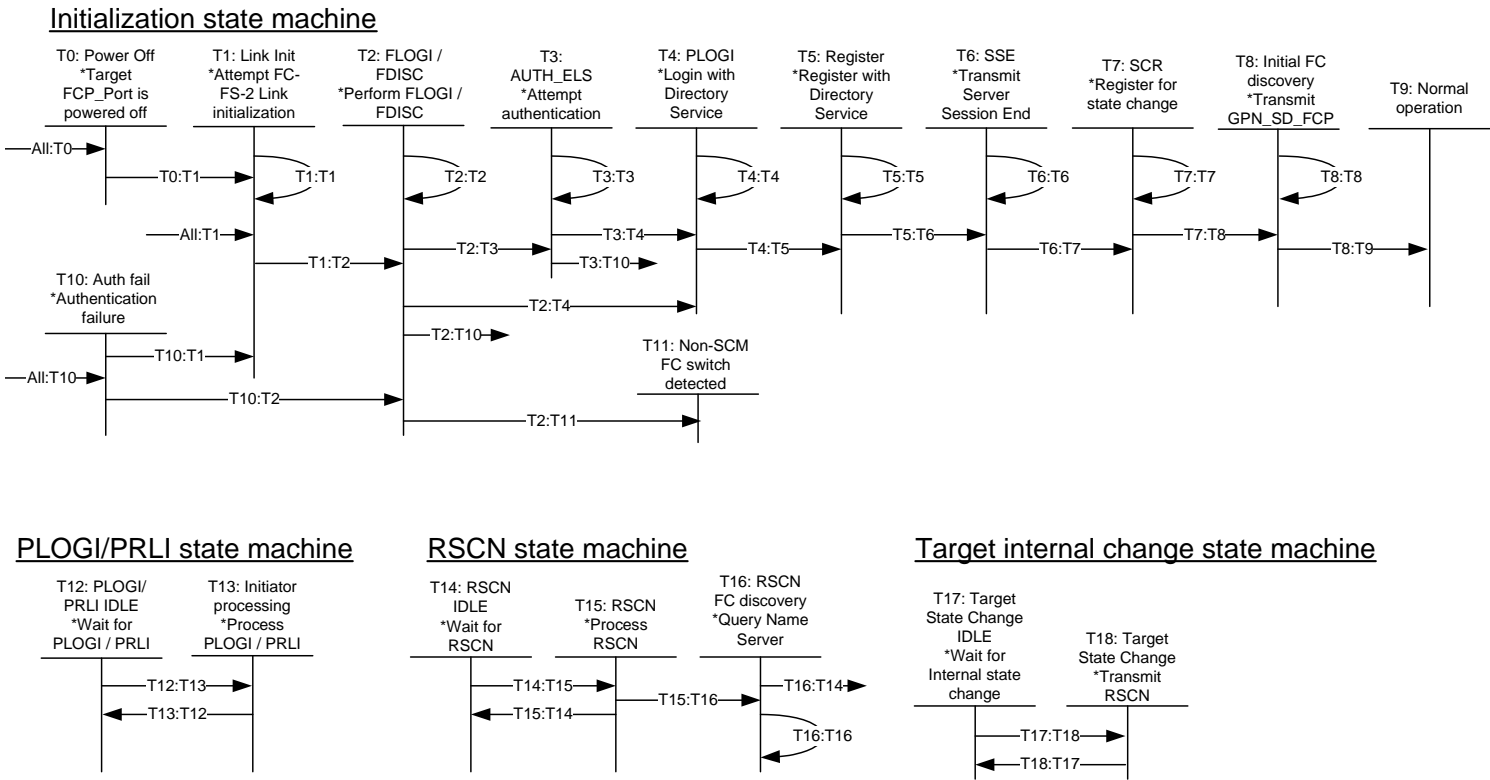 Initialization state machine
T0: Power Off
*Target
FCP_Port is
powered off
T1: Link Init
*Attempt FC-
FS-2 Link
initialization
T2: FLOGI /
FDISC
*Perform FLOGI /
FDISC
T3:
AUTH_ELS
*Attempt
authentication
T4: PLOGI
*Login with
Directory
Service
T5: Register
*Register with
Directory
Service
T6: SSE
*Transmit
Server
Session End
T7: SCR
*Register for
state change
T8: Initial FC
discovery
*Transmit
GPN_SD_FCP
T9: Normal
operation
All:T0
T0:T1
T1:T1
T2:T2
T3:T3
T4:T4
T5:T5
T6:T6
T7:T7
T8:T8
All:T1
T3:T4
T5:T6
T7:T8
T2:T3
T4:T5
T6:T7
T8:T9
T1:T2
T3:T10
T10: Auth fail
*Authentication
failure
T2:T4
T2:T10
T10:T1
T11: Non-SCM
FC switch
detected
All:T10
T10:T2
T2:T11
PLOGI/PRLI state machine
T12: PLOGI/
PRLI IDLE
*Wait for
PLOGI / PRLI
T13: Initiator
processing
*Process
PLOGI / PRLI
T12:T13
T13:T12
RSCN state machine
T14: RSCN
IDLE
*Wait for
RSCN
T15: RSCN
*Process
RSCN
T16: RSCN
FC discovery
*Query Name
Server
T14:T15
T16:T14
T15:T16
T15:T14
T16:T16
Target internal change state machine
T17: Target
State Change
IDLE
*Wait for
Internal state
change
T18: Target
State Change
*Transmit
RSCN
T17:T18
T18:T17